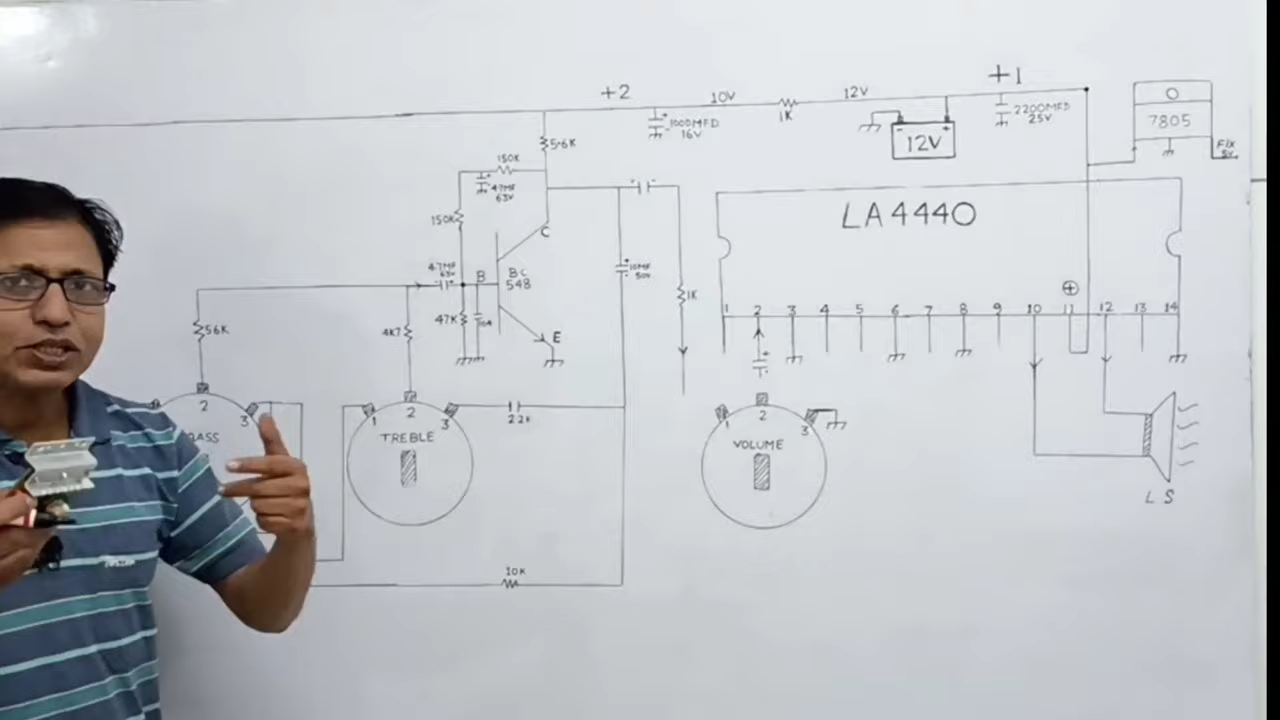 +2
10V
1K
12V
+1
1000MFD
16V
12V
2200MFD
25V
7805
FIX
5V
5.6K
150K
47MF
63V
150K
C
LA4440
47MF
63V
B
BC
548
47K
104
E
10MF
50V
1K
56K
4K7
1 2 3 4 5 6 7 8 9 10 11 12 13 14
2
3
BASS
1 2 3
TREBLE
22K
10K
2
3
VOLUME
LS